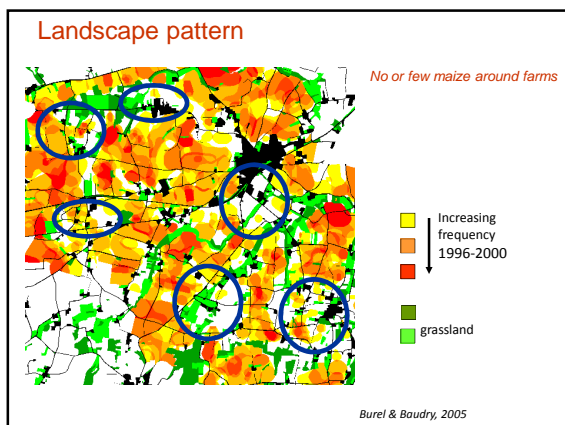 Landscape pattern
No or few maize around farms
Increasing
frequency
1996-2000
grassland
Burel & Baudry, 2005